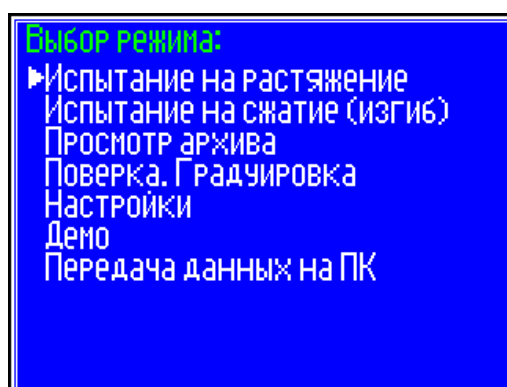 Выбор режима:
Испытание на растяжение
Испытание на сжатие (изгиб)
Просмотр архива
Поверка. Градуировка
Настройки
Демо
Передача данных на ПК